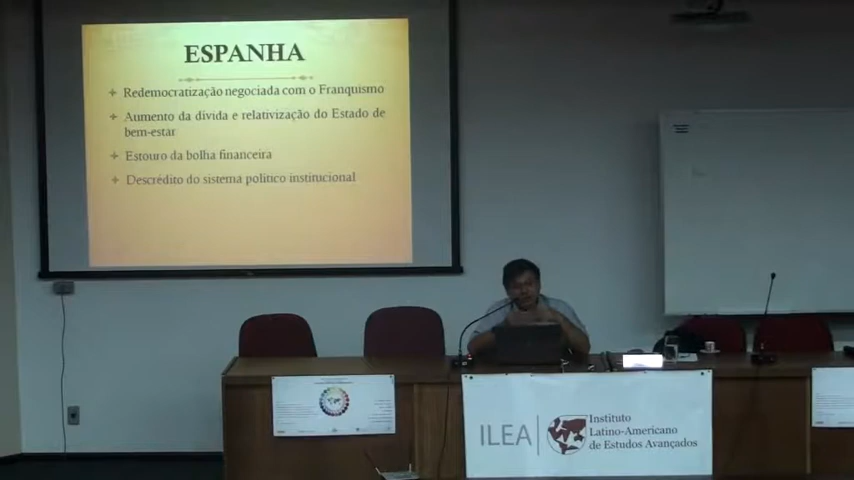 ESPANHA
Redemocratização negociada com o Franquismo
Aumento da dívida e relativização do Estado de
bem-estar
Estouro da bolha financeira
Descrédito do sistema político institucional
ILEA
Instituto
Latino-Americano
de Estudos Avançados